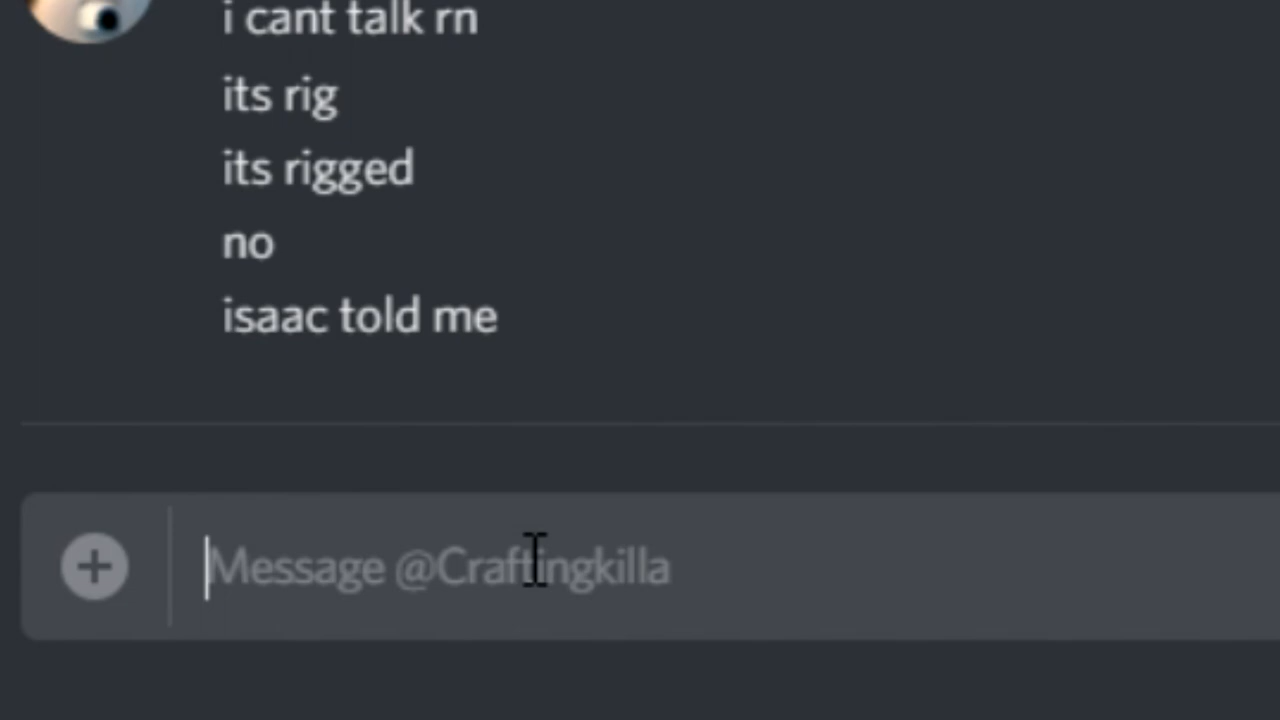 i cant talk rn
its rig
its rigged
no
isaac told me
Message @Craftingkilla